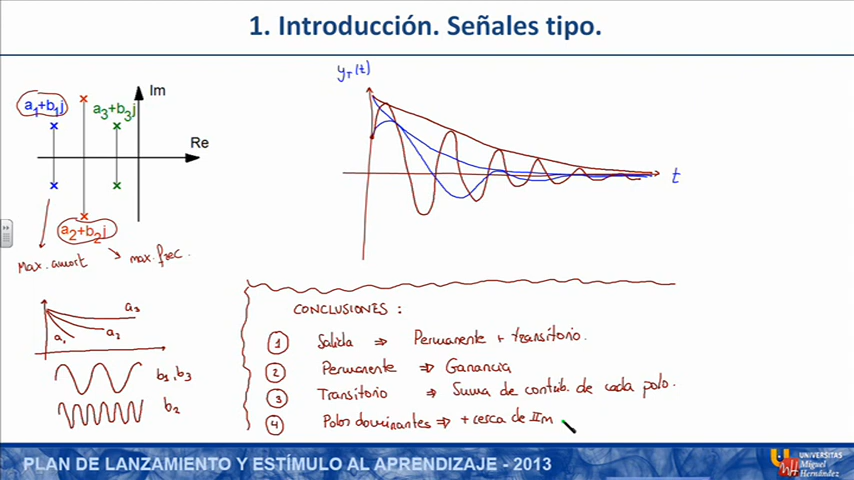 1. Introducción. Señales tipo.
Im
Re
a1+b1j
a3+b3j
a2+b2j
Max. amort
max. frec.
a3
a2
a1
b1, b3
b2
yT(t)
t
CONCLUSIONES :
1 Salida ⇒ Permanente + transitorio.
2 Permanente ⇒ Ganancia
3 Transitorio ⇒ Suma de contrib. de cada polo.
4 Polos dominantes ⇒ + cerca de IIm
PLAN DE LANZAMIENTO Y ESTÍMULO AL APRENDIZAJE - 2013
UNIVERSITAS
Miguel
Hernández